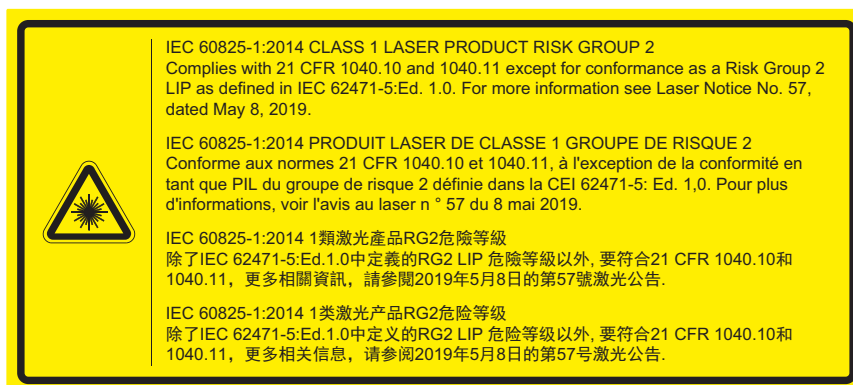 IEC 60825-1:2014 CLASS 1 LASER PRODUCT RISK GROUP 2
Complies with 21 CFR 1040.10 and 1040.11 except for conformance as a Risk Group 2
LIP as defined in IEC 62471-5:Ed. 1.0. For more information see Laser Notice No. 57,
dated May 8, 2019.
IEC 60825-1:2014 PRODUIT LASER DE CLASSE 1 GROUPE DE RISQUE 2
Conforme aux normes 21 CFR 1040.10 et 1040.11, à l'exception de la conformité en
tant que PIL du groupe de risque 2 définie dans la CEI 62471-5: Ed. 1,0. Pour plus
d'informations, voir l'avis au laser n ° 57 du 8 mai 2019.
IEC 60825-1:2014 1類激光產品RG2危險等級
除了IEC 62471-5:Ed.1.0中定義的RG2 LIP 危險等級以外, 要符合21 CFR 1040.10和
1040.11，更多相關資訊，請參閱2019年5月8日的第57號激光公告.
IEC 60825-1:2014 1类激光产品RG2危险等级
除了IEC 62471-5:Ed.1.0中定义的RG2 LIP 危险等级以外, 要符合21 CFR 1040.10和
1040.11，更多相关信息，请参阅2019年5月8日的第57号激光公告.